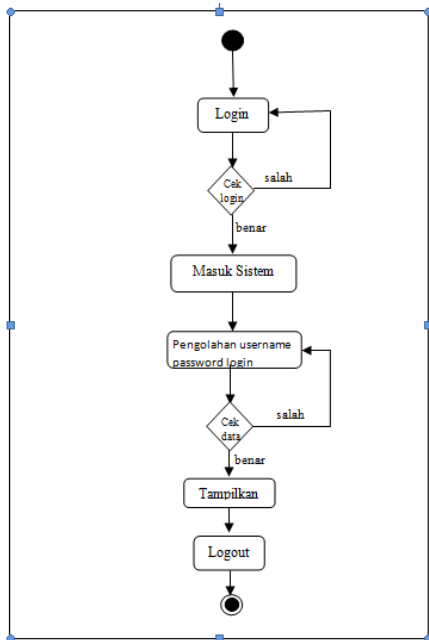 Login
Cek
login
salah
benar
Masuk Sistem
Pengolahan username
password login
Cek
data
salah
benar
Tampilkan
Logout